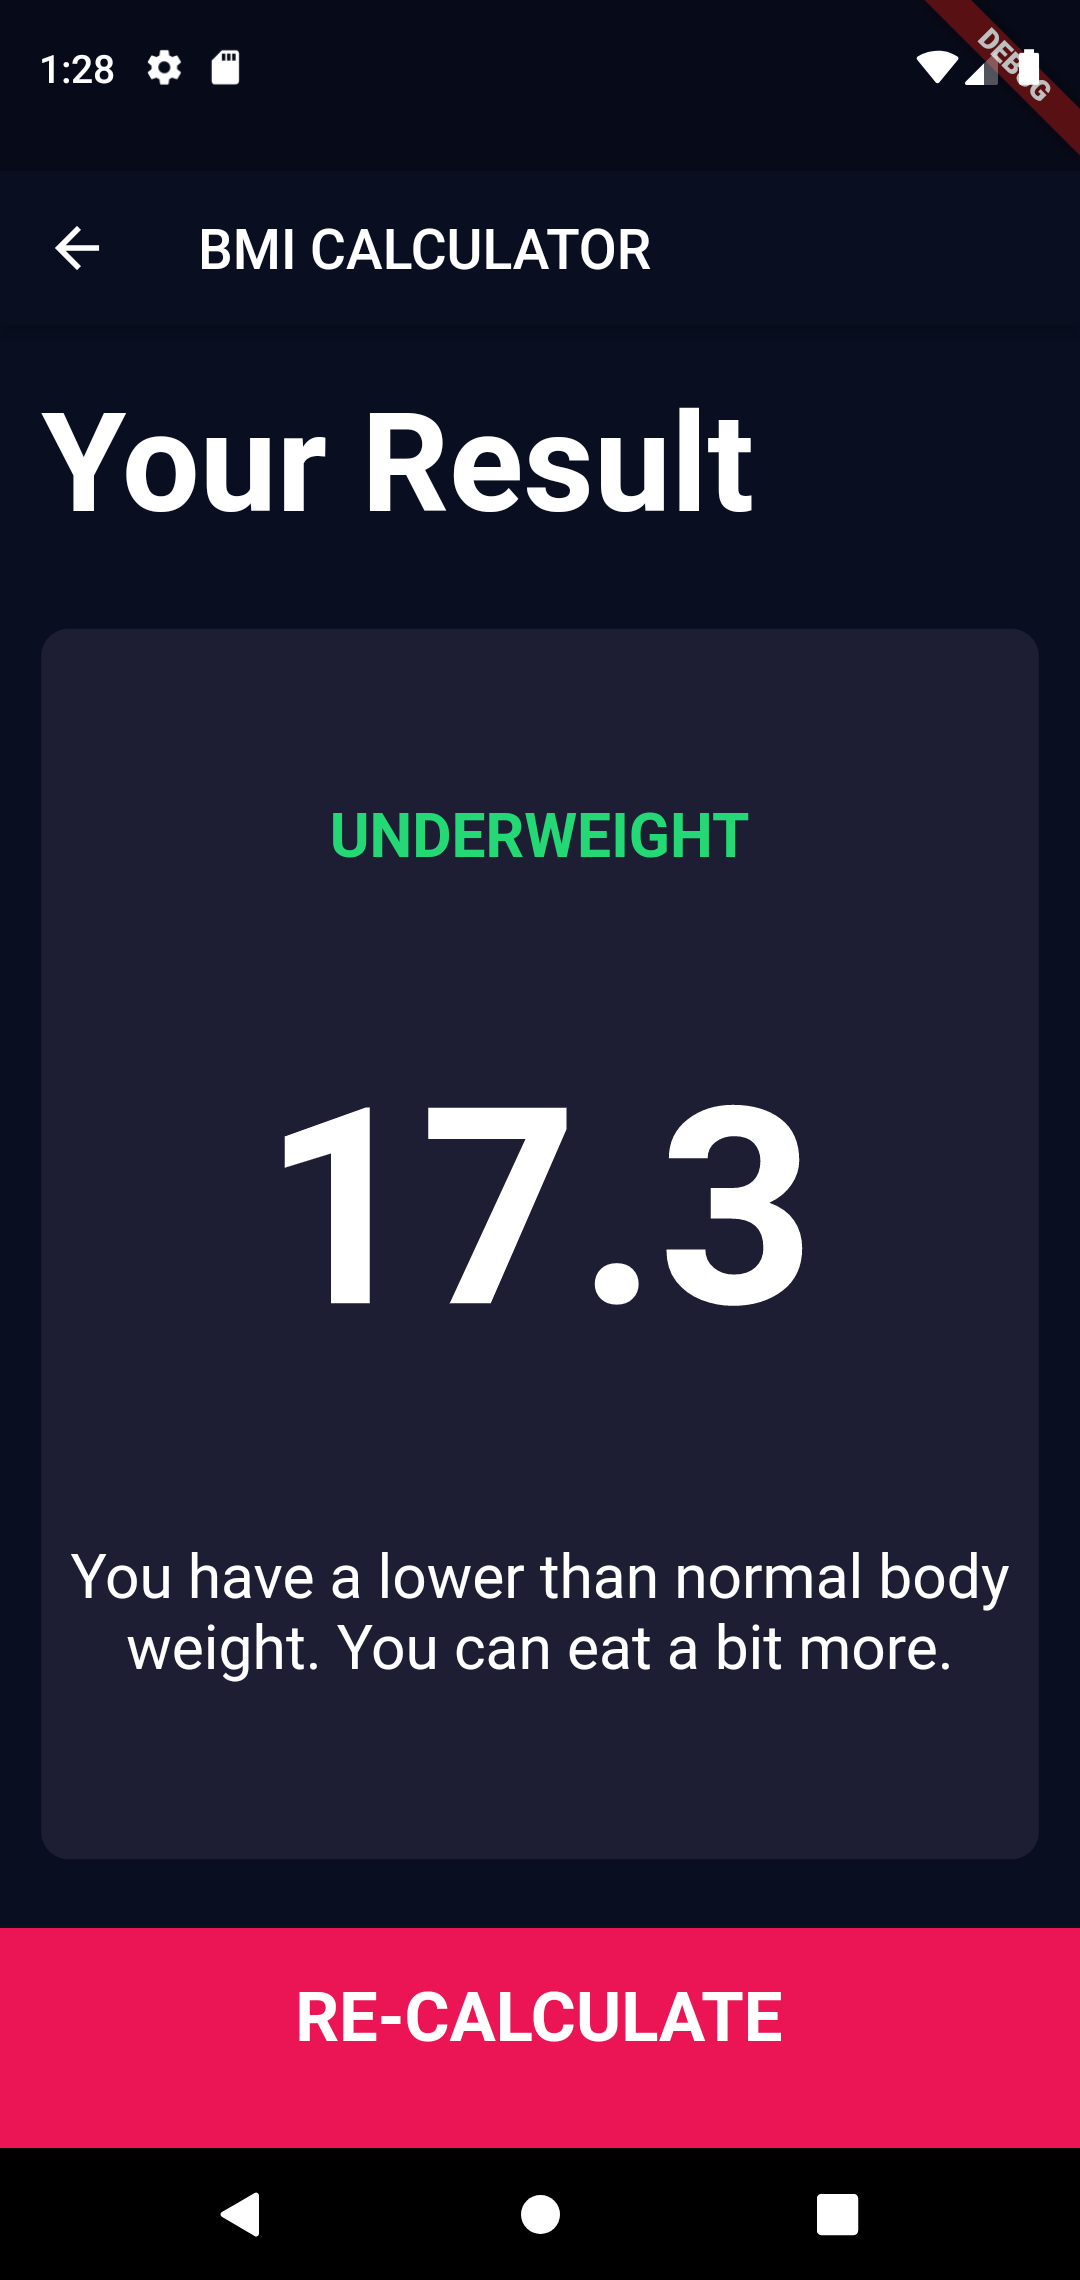 1:28
DEBUG
BMI CALCULATOR
Your Result
UNDERWEIGHT
17.3
You have a lower than normal body
weight. You can eat a bit more.
RE-CALCULATE